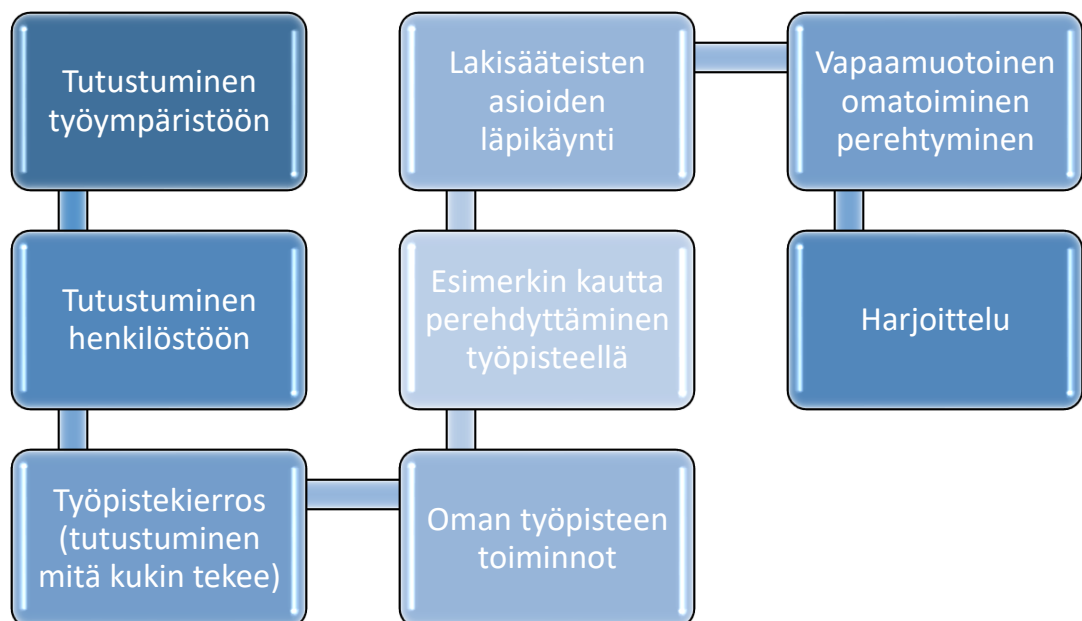 Tutustuminen
työympäristöön
Tutustuminen
henkilöstöön
Työpistekierros
(tutustuminen
mitä kukin tekee)
Oman työpisteen
toiminnot
Esimerkin kautta
perehdyttäminen
työpisteellä
Lakisääteisten
asioiden
läpikäynti
Vapaamuotoinen
omatoiminen
perehtyminen
Harjoittelu